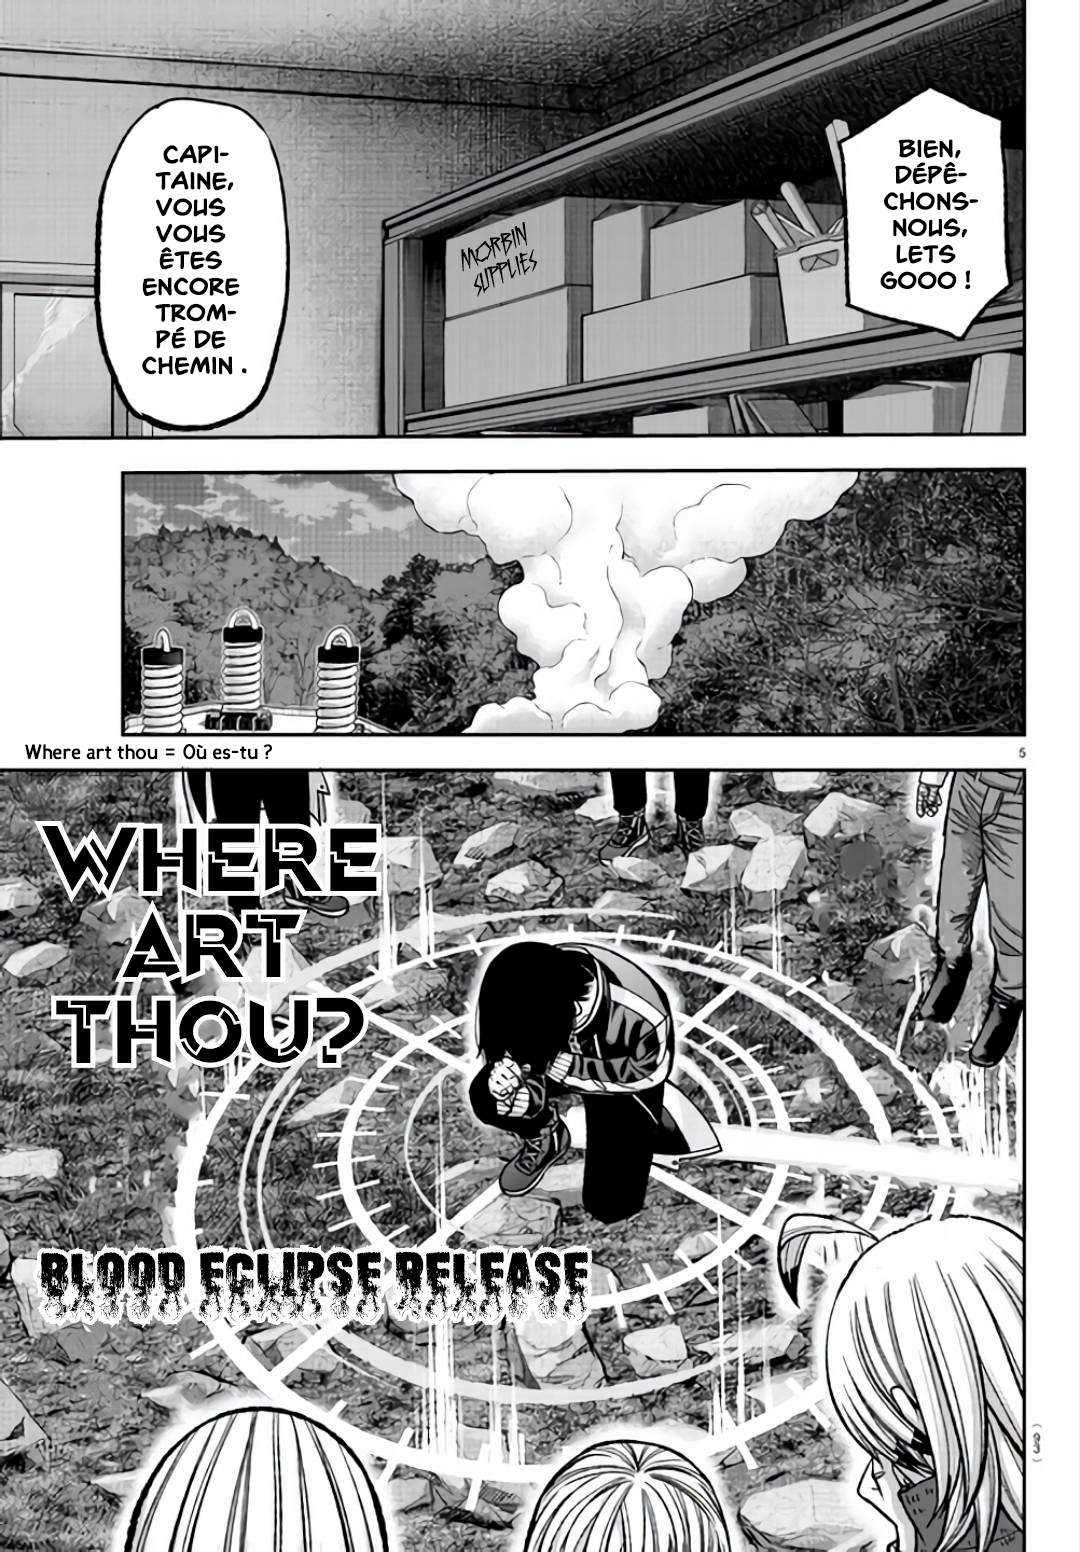 BIEN,
DÉPÊ-
CHONS-
NOUS,
LETS
GOOO !
MORBIN
SUPPLIES
CAPI-
TAINE,
VOUS
VOUS
ÊTES
ENCORE
TROM-
PÉ DE
CHEMIN .
Where art thou = Où es-tu ?
5
WHERE
ART
THOU?
BLOOD ECLIPSE RELEASE
(93)